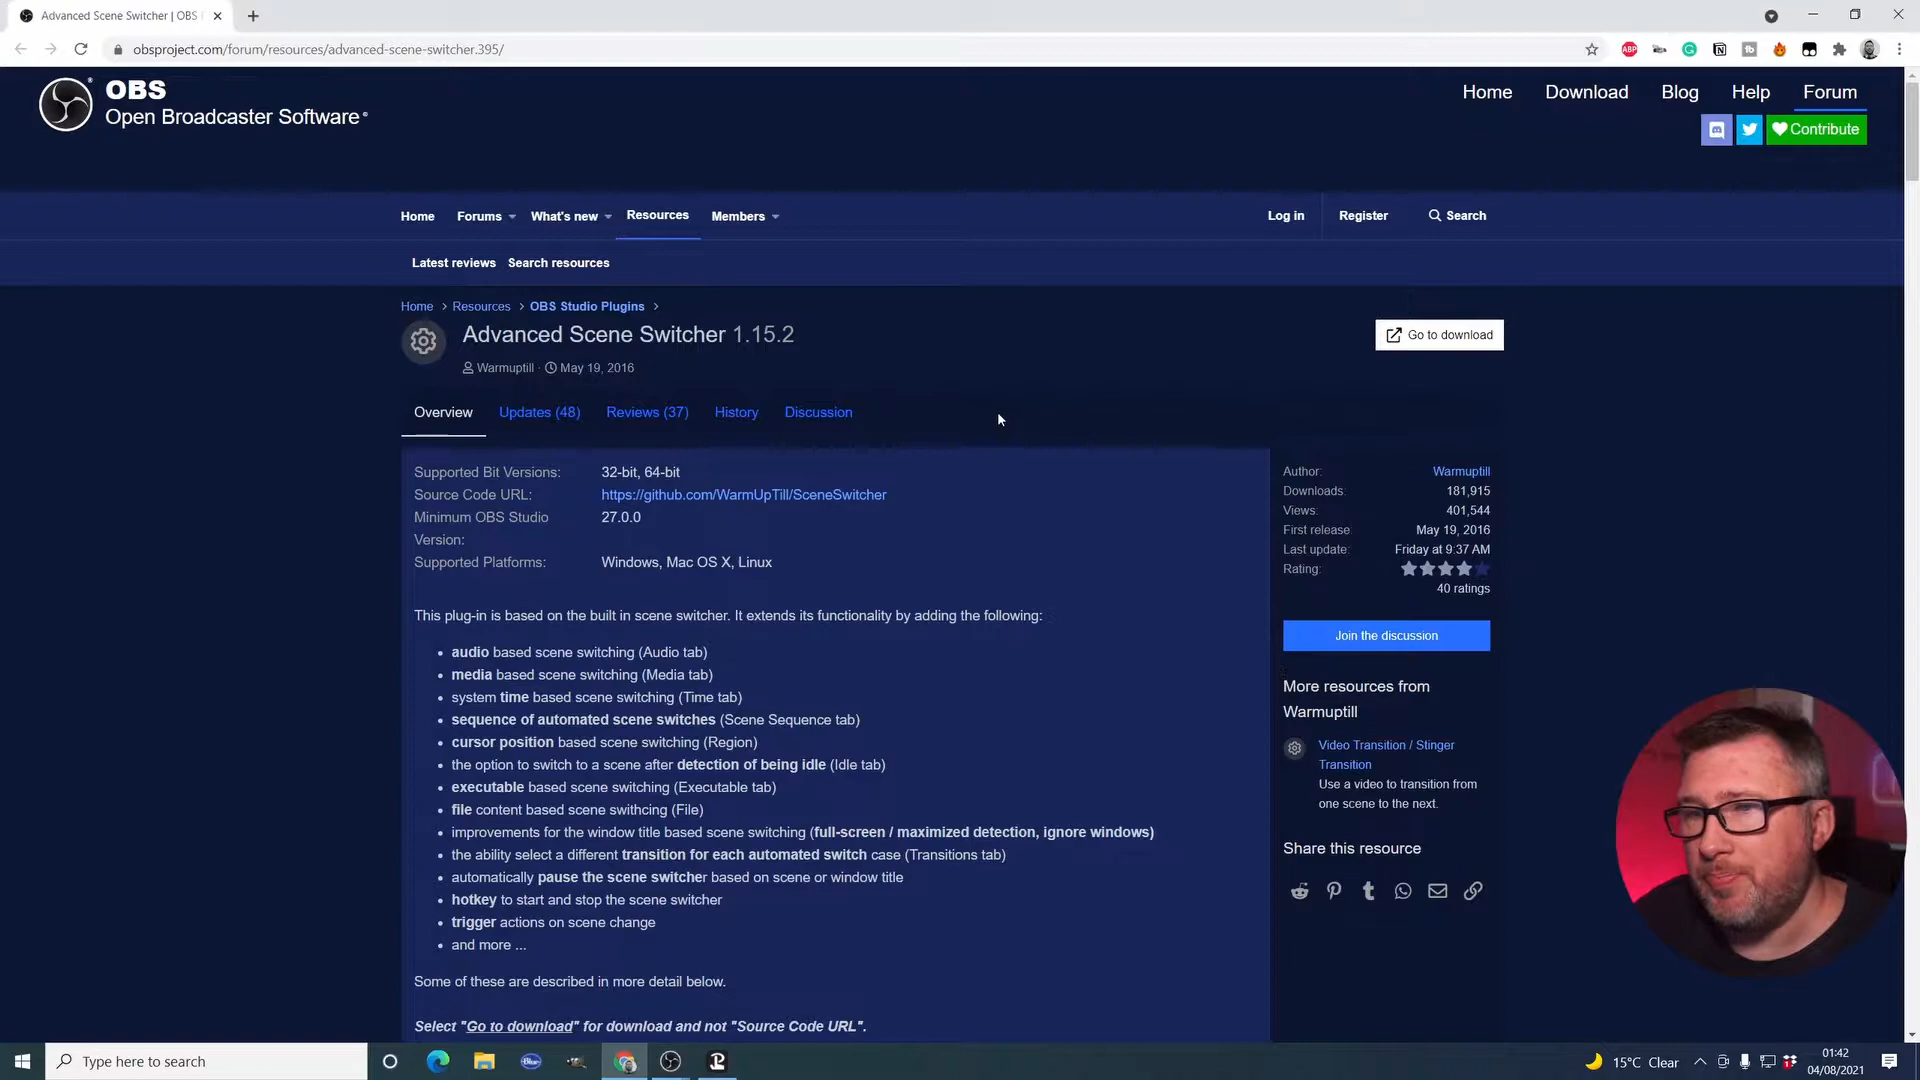 Advanced Scene Switcher | OBS
obsproject.com/forum/resources/advanced-scene-switcher.395/
ABP
OBS
Open Broadcaster Software®
Home Download Blog Help Forum
Contribute
Home Forums What's new Resources Members Log in Register Search
Latest reviews Search resources
Home > Resources > OBS Studio Plugins >
Advanced Scene Switcher 1.15.2
Go to download
Warmuptill · May 19, 2016
Overview Updates (48) Reviews (37) History Discussion
Supported Bit Versions: 32-bit, 64-bit
Source Code URL: https://github.com/WarmUpTill/SceneSwitcher
Minimum OBS Studio 27.0.0
Version:
Supported Platforms: Windows, Mac OS X, Linux
This plug-in is based on the built in scene switcher. It extends its functionality by adding the following:
• audio based scene switching (Audio tab)
• media based scene switching (Media tab)
• system time based scene switching (Time tab)
• sequence of automated scene switches (Scene Sequence tab)
• cursor position based scene switching (Region)
• the option to switch to a scene after detection of being idle (Idle tab)
• executable based scene switching (Executable tab)
• file content based scene swithcing (File)
• improvements for the window title based scene switching (full-screen / maximized detection, ignore windows)
• the ability select a different transition for each automated switch case (Transitions tab)
• automatically pause the scene switcher based on scene or window title
• hotkey to start and stop the scene switcher
• trigger actions on scene change
• and more ...
Some of these are described in more detail below.
Select "Go to download" for download and not "Source Code URL".
Author: Warmuptill
Downloads: 181,915
Views: 401,544
First release: May 19, 2016
Last update: Friday at 9:37 AM
Rating:
40 ratings
Join the discussion
More resources from
Warmuptill
Video Transition / Stinger
Transition
Use a video to transition from
one scene to the next.
Share this resource
Type here to search
15°C Clear
01:42
04/08/2021